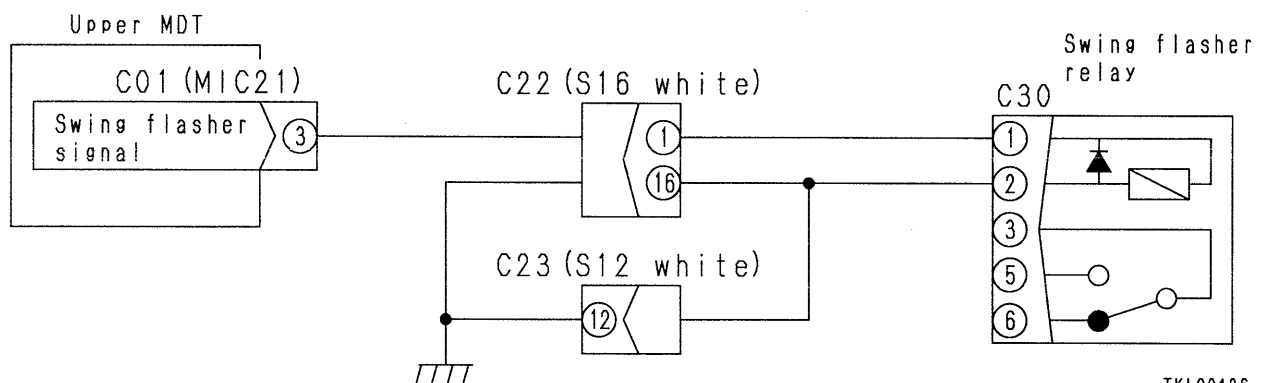 Upper MDT
C01 (MIC21)
Swing flasher
signal
3
C22 (S16 white)
1
16
C23 (S12 white)
12
Swing flasher
relay
C30
1
2
3
5
6